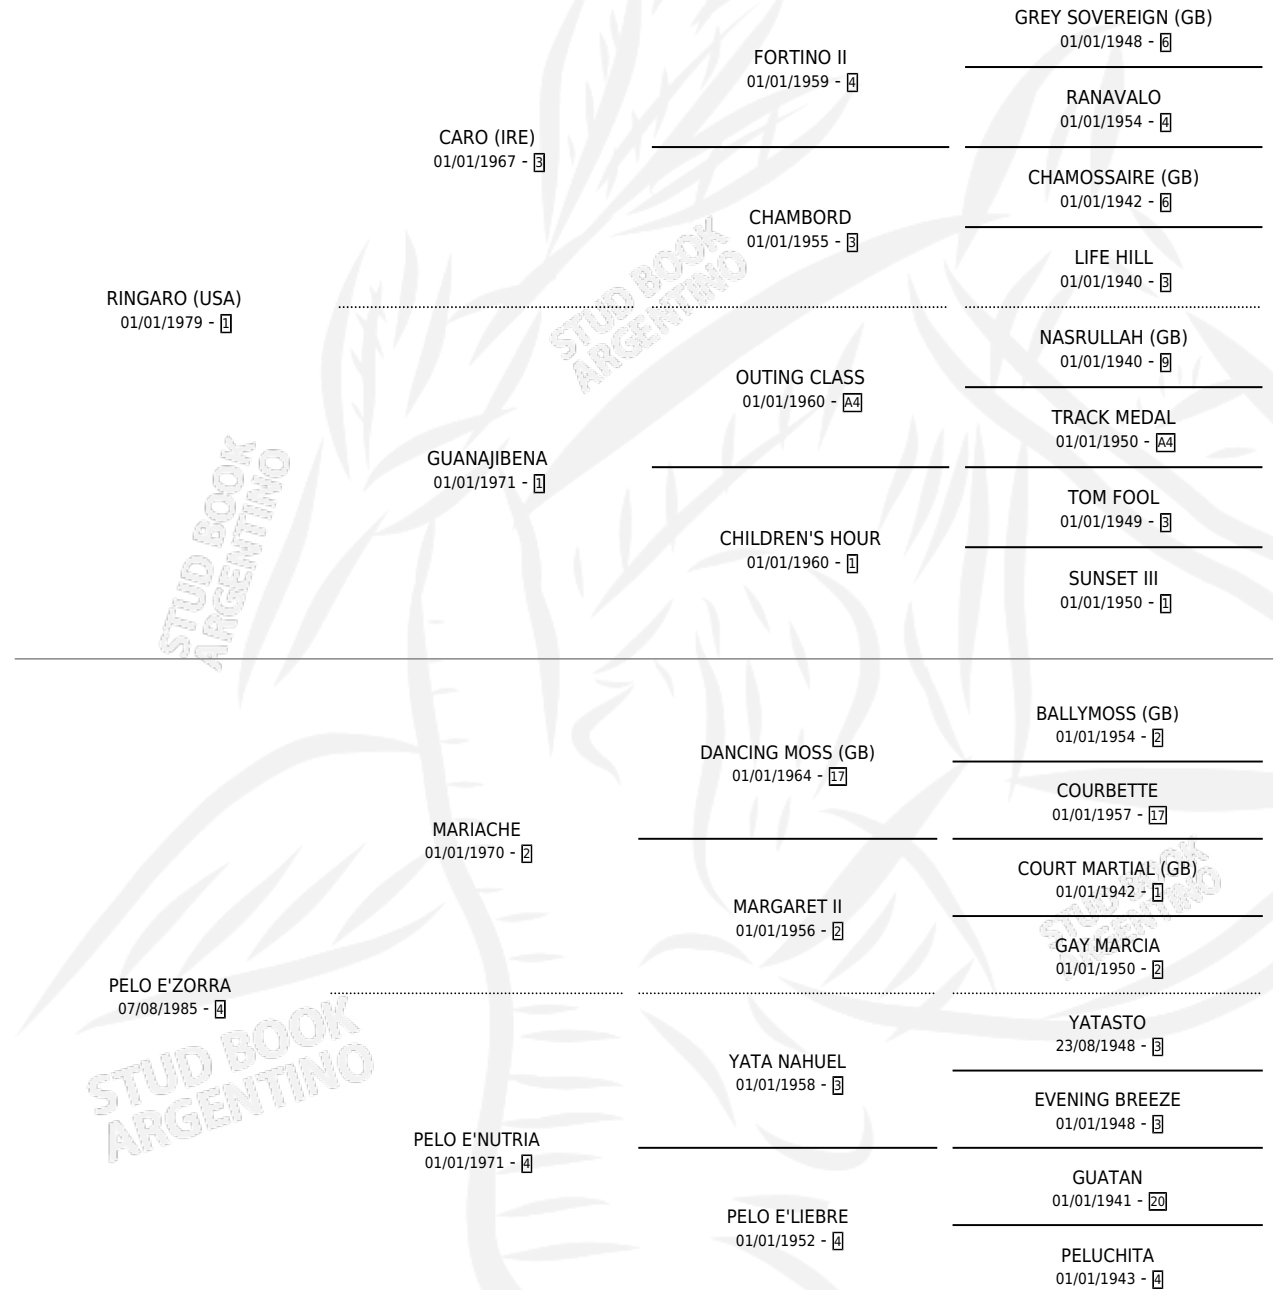 GREY SOVEREIGN (GB)
01/01/1948 - 6
FORTINO II
01/01/1959 - 4
RANAVALO
01/01/1954 - 4
CARO (IRE)
01/01/1967 - 3
CHAMOSSAIRE (GB)
01/01/1942 - 6
CHAMBORD
01/01/1955 - 3
LIFE HILL
01/01/1940 - 3
RINGARO (USA)
01/01/1979 - 1
NASRULLAH (GB)
01/01/1940 - 9
OUTING CLASS
01/01/1960 - A4
TRACK MEDAL
01/01/1950 - A4
GUANAJIBENA
01/01/1971 - 1
TOM FOOL
01/01/1949 - 3
CHILDREN'S HOUR
01/01/1960 - 1
SUNSET III
01/01/1950 - 1
BALLYMOSS (GB)
01/01/1954 - 2
DANCING MOSS (GB)
01/01/1964 - 17
COURBETTE
01/01/1957 - 17
MARIACHE
01/01/1970 - 2
COURT MARTIAL (GB)
01/01/1942 - 1
MARGARET II
01/01/1956 - 2
GAY MARCIA
01/01/1950 - 2
PELO E'ZORRA
07/08/1985 - 4
YATASTO
23/08/1948 - 3
YATA NAHUEL
01/01/1958 - 3
EVENING BREEZE
01/01/1948 - 3
PELO E'NUTRIA
01/01/1971 - 4
GUATAN
01/01/1941 - 20
PELO E'LIEBRE
01/01/1952 - 4
PELUCHITA
01/01/1943 - 4
STUD BOOK
ARGENTINO
STUD BOOK
ARGENTINO
STUD BOOK
ARGENTINO
STUD BOOK
ARGENTINO